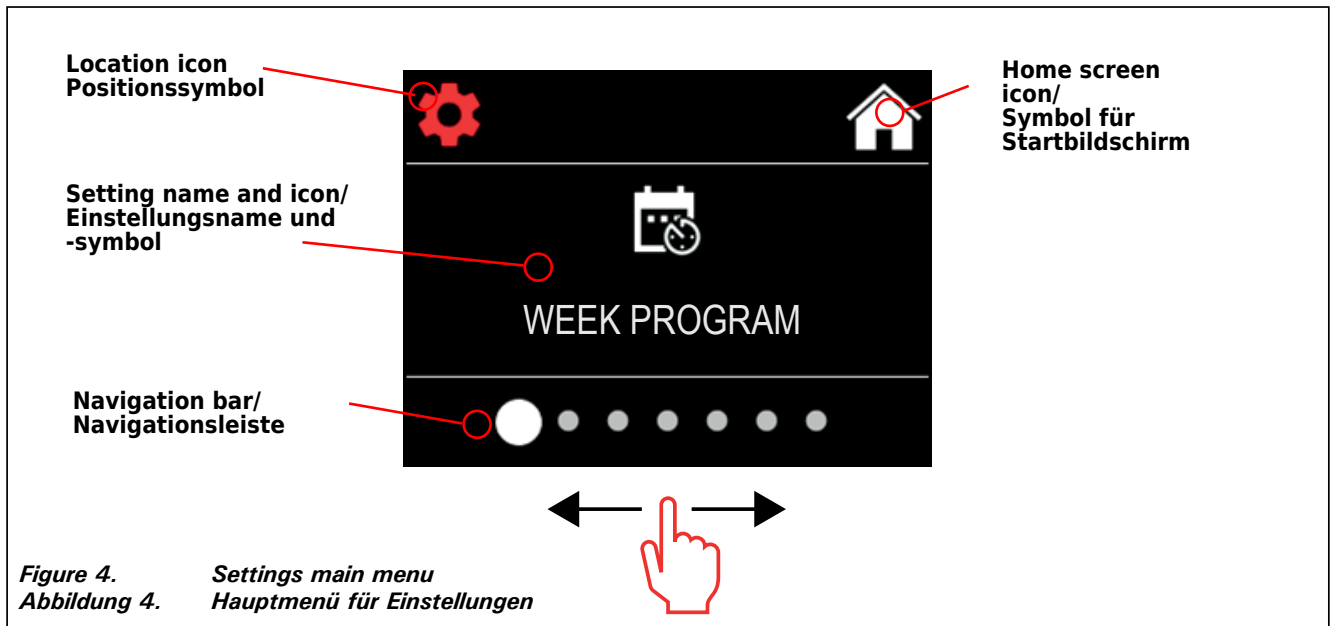 Location icon
Positionssymbol
Home screen
icon/
Symbol für
Startbildschirm
Setting name and icon/
Einstellungsname und
-symbol
WEEK PROGRAM
Navigation bar/
Navigationsleiste
Figure 4. Settings main menu
Abbildung 4. Hauptmenü für Einstellungen